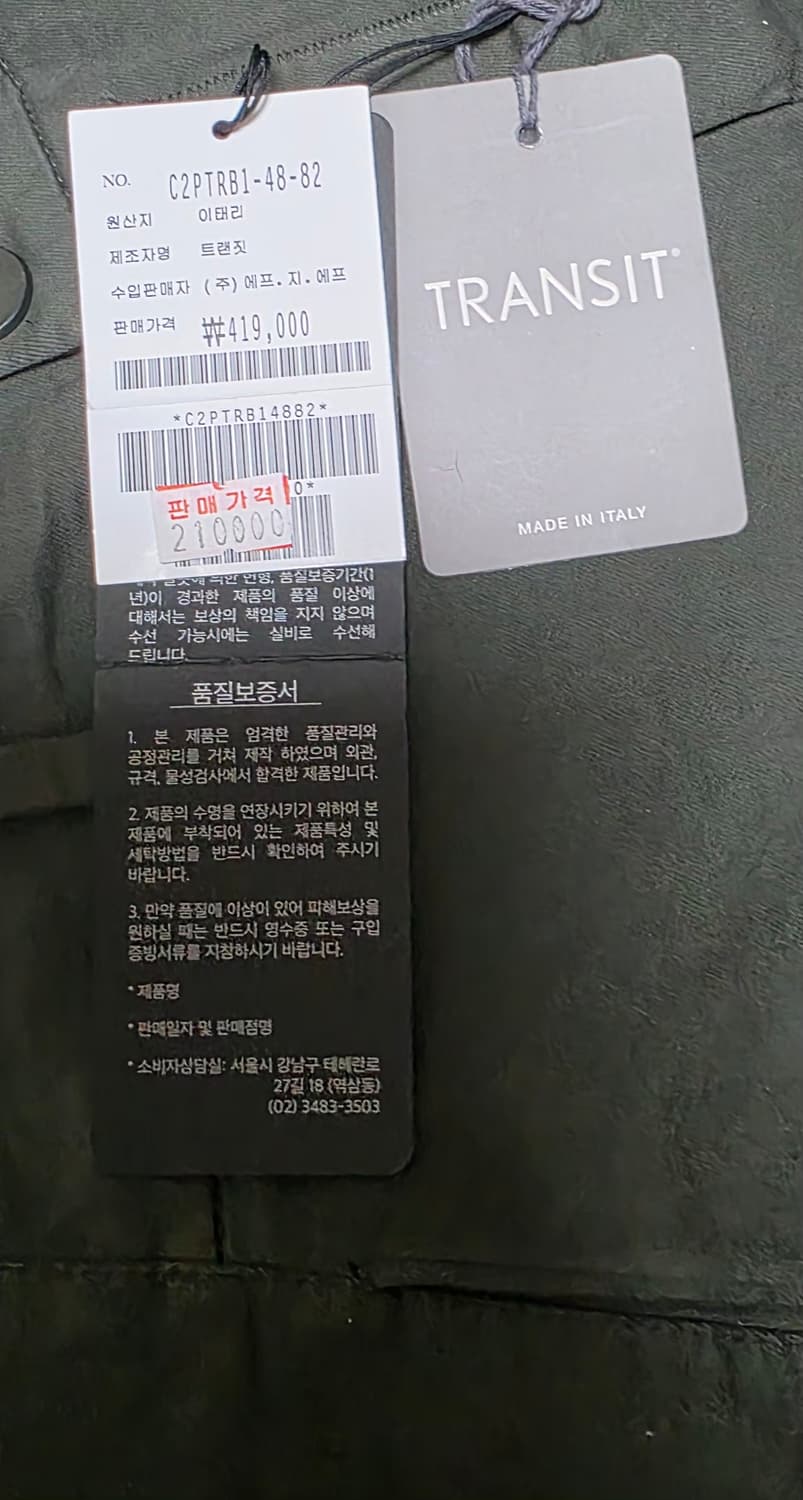 NO. C2PTRB1-48-82
원산지 이태리
제조자명 트랜짓
수입판매자 (주)에프.지.에프
판매가격 ₩419,000
*C2PTRB14882*
0*
판매가격
210000
의한 변형, 품질보증기간(1
년)이 경과한 제품의 품질 이상에
대해서는 보상의 책임을 지지 않으며
수선 가능시에는 실비로 수선해
드립니다.
품질보증서
1. 본 제품은 엄격한 품질관리와
공정관리를 거쳐 제작 하였으며 외관,
규격, 물성검사에서 합격한 제품입니다.
2. 제품의 수명을 연장시키기 위하여 본
제품에 부착되어 있는 제품특성 및
세탁방법을 반드시 확인하여 주시기
바랍니다.
3. 만약 품질에 이상이 있어 피해보상을
원하실 때는 반드시 영수증 또는 구입
증빙서류를 지참하시기 바랍니다.
* 제품명
* 판매일자 및 판매점명
* 소비자상담실: 서울시 강남구 테헤란로
27길 18 (역삼동)
(02) 3483-3503
TRANSIT®
MADE IN ITALY